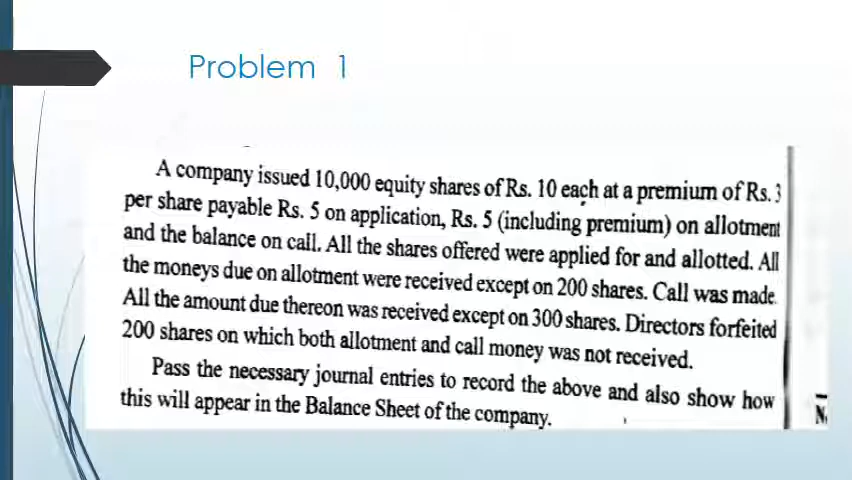 Problem 1
A company issued 10,000 equity shares of Rs. 10 each at a premium of Rs. 3
per share payable Rs. 5 on application, Rs. 5 (including premium) on allotment
and the balance on call. All the shares offered were applied for and allotted. All
the moneys due on allotment were received except on 200 shares. Call was made.
All the amount due thereon was received except on 300 shares. Directors forfeited
200 shares on which both allotment and call money was not received.
Pass the necessary journal entries to record the above and also show how
this will appear in the Balance Sheet of the company.